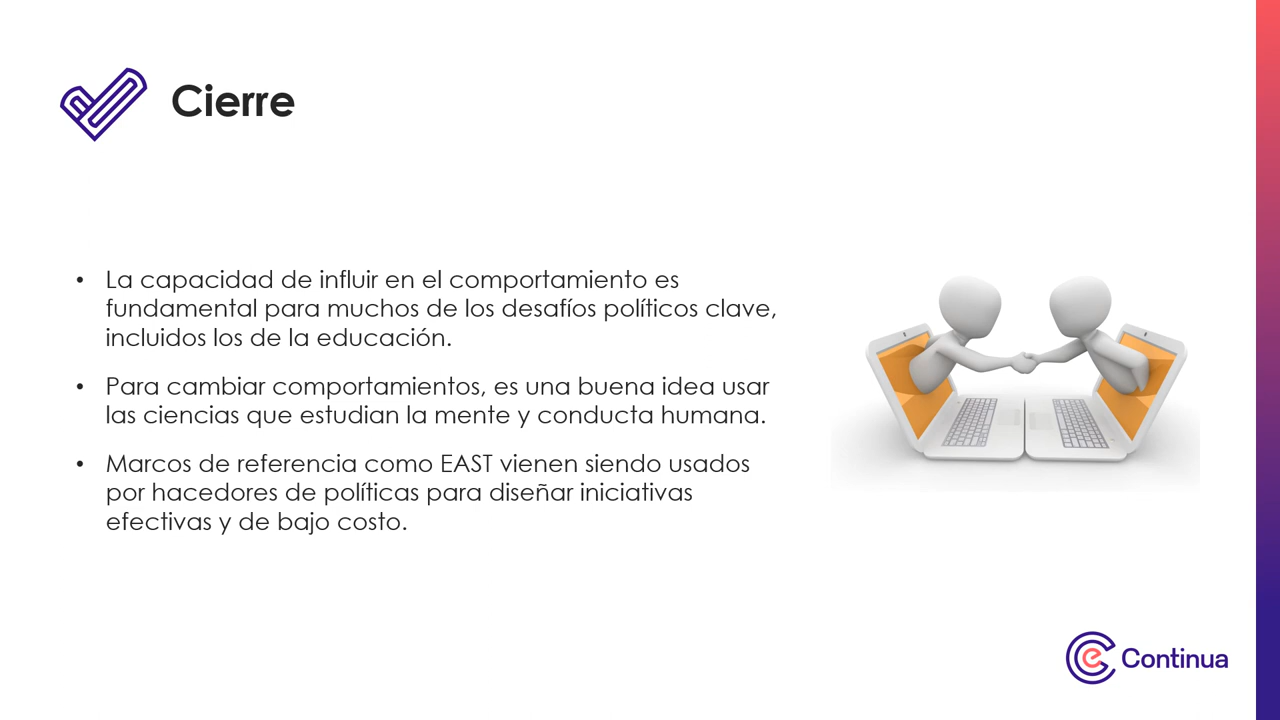 Cierre
• La capacidad de influir en el comportamiento es
fundamental para muchos de los desafíos políticos clave,
incluidos los de la educación.
• Para cambiar comportamientos, es una buena idea usar
las ciencias que estudian la mente y conducta humana.
• Marcos de referencia como EAST vienen siendo usados
por hacedores de políticas para diseñar iniciativas
efectivas y de bajo costo.
e Continua